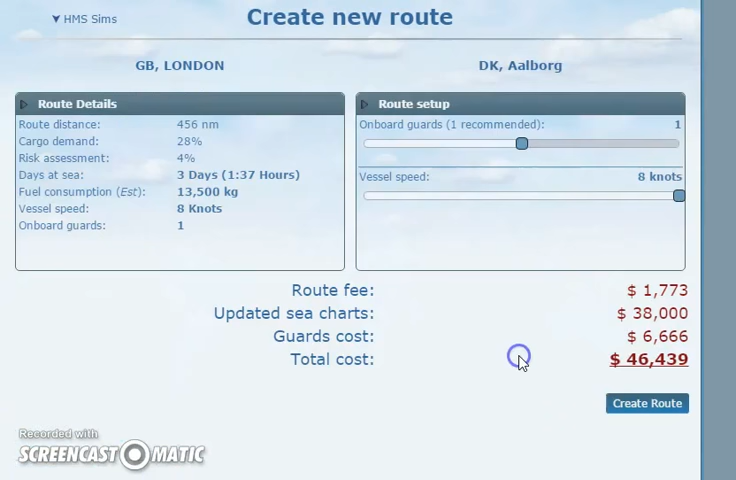 HMS Sims
Create new route
GB, LONDON
DK, Aalborg
Route Details
Route distance: 456 nm
Cargo demand: 28%
Risk assessment: 4%
Days at sea: 3 Days (1:37 Hours)
Fuel consumption (Est): 13,500 kg
Vessel speed: 8 Knots
Onboard guards: 1
Route setup
Onboard guards (1 recommended): 1
Vessel speed: 8 knots
Route fee: $ 1,773
Updated sea charts: $ 38,000
Guards cost: $ 6,666
Total cost: $ 46,439
Create Route
Recorded with
SCREENCAST MATIC